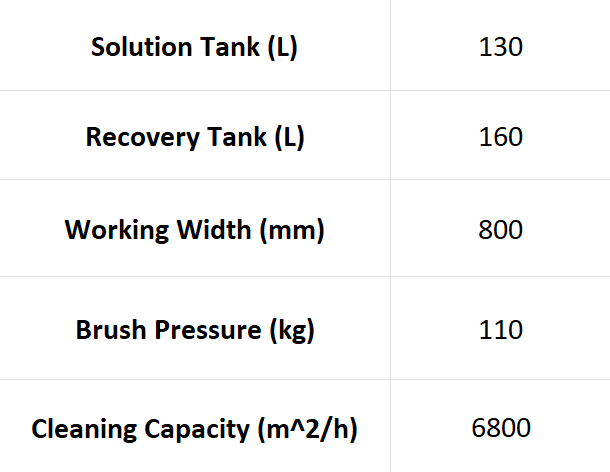 Solution Tank (L) 130
Recovery Tank (L) 160
Working Width (mm) 800
Brush Pressure (kg) 110
Cleaning Capacity (m^2/h) 6800